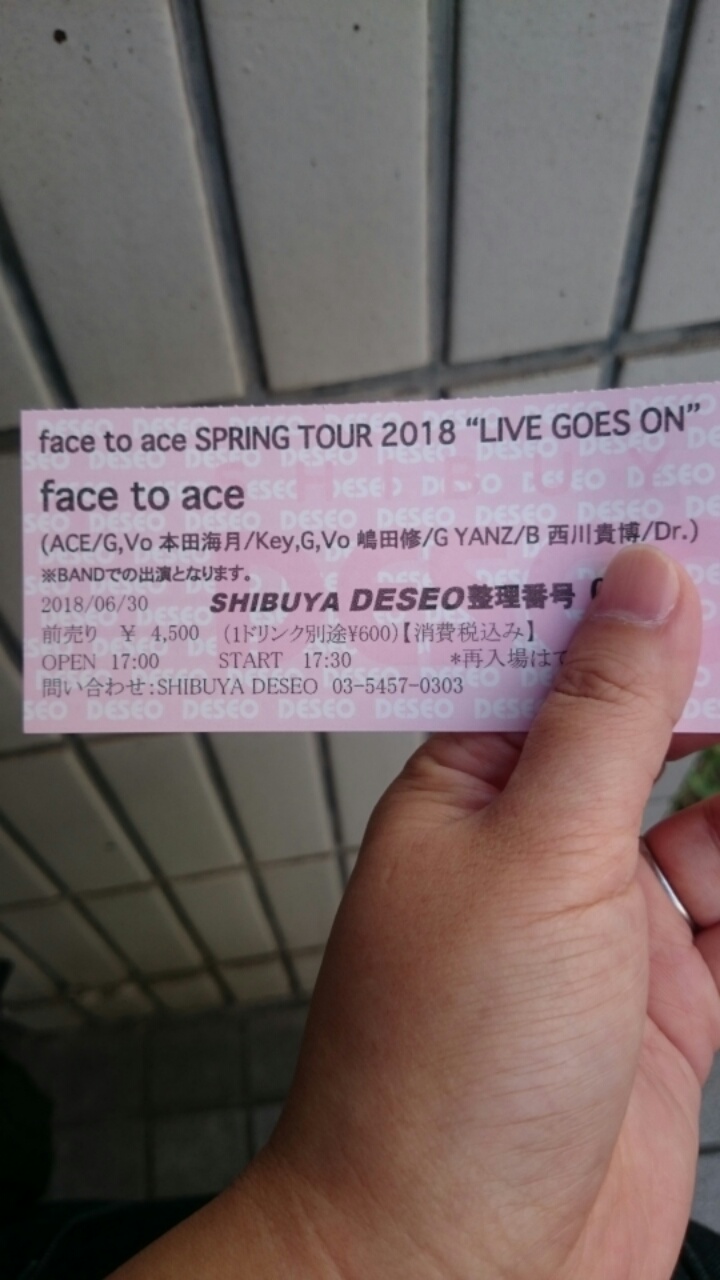 face to ace SPRING TOUR 2018 “LIVE GOES ON”
face to ace
(ACE/G,Vo 本田海月/Key,G,Vo 嶋田修/G YANZ/B 西川貴博/Dr.)
※BANDでの出演となります。
2018/06/30 SHIBUYA DESEO整理番号
前売り ¥ 4,500 (1ドリンク別途¥600)【消費税込み】
OPEN 17:00 START 17:30 *再入場は
問い合わせ:SHIBUYA DESEO 03-5457-0303